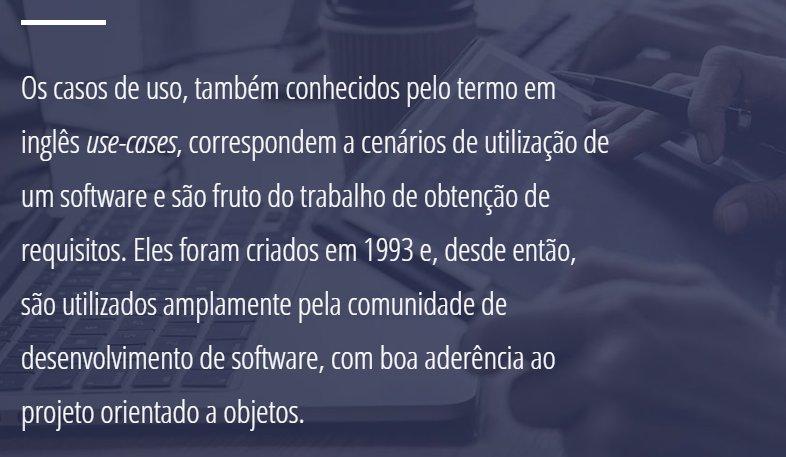 Os casos de uso, também conhecidos pelo termo em
inglês use-cases, correspondem a cenários de utilização de
um software e são fruto do trabalho de obtenção de
requisitos. Eles foram criados em 1993 e, desde então,
são utilizados amplamente pela comunidade de
desenvolvimento de software, com boa aderência ao
projeto orientado a objetos.